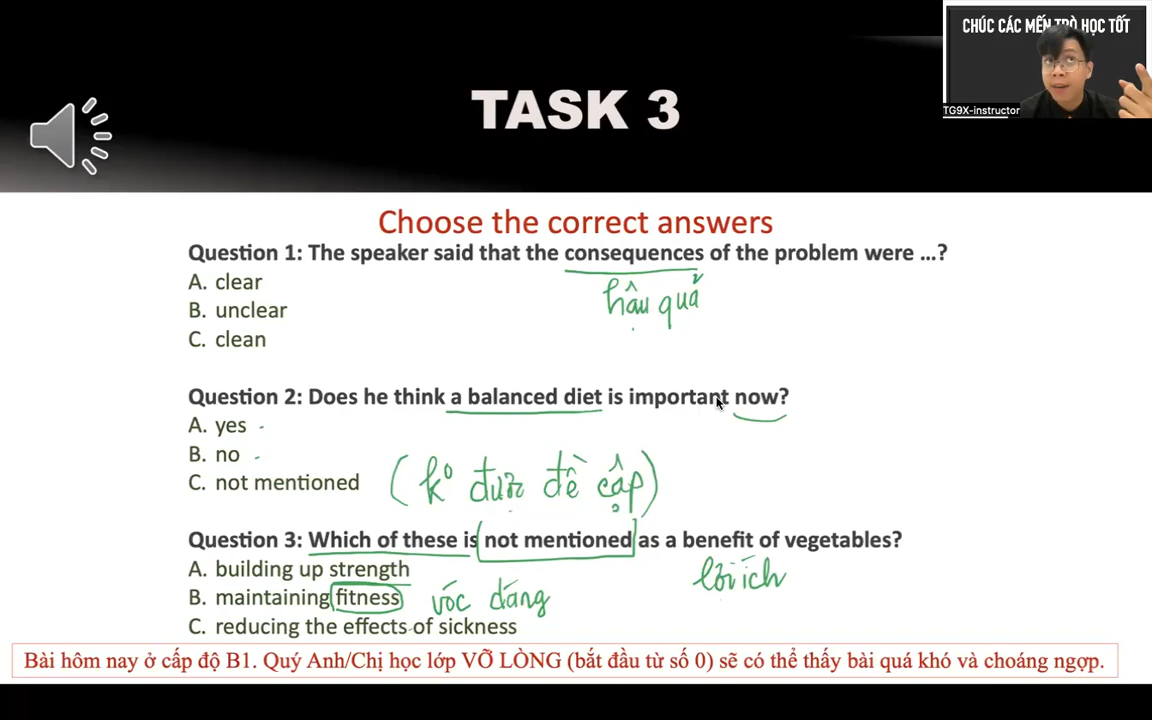 CHÚC CÁC MẾN TRÒ HỌC TỐT
TG9X-instructor
TASK 3
Choose the correct answers
Question 1: The speaker said that the consequences of the problem were ...?
A. clear
hậu quả
B. unclear
C. clean
Question 2: Does he think a balanced diet is important now?
A. yes
B. no
C. not mentioned
(k° được đề cập)
Question 3: Which of these is not mentioned as a benefit of vegetables?
A. building up strength
lợi ích
B. maintaining fitness
vóc dáng
C. reducing the effects of sickness
Bài hôm nay ở cấp độ B1. Quý Anh/Chị học lớp VỠ LÒNG (bắt đầu từ số 0) sẽ có thể thấy bài quá khó và choáng ngợp.